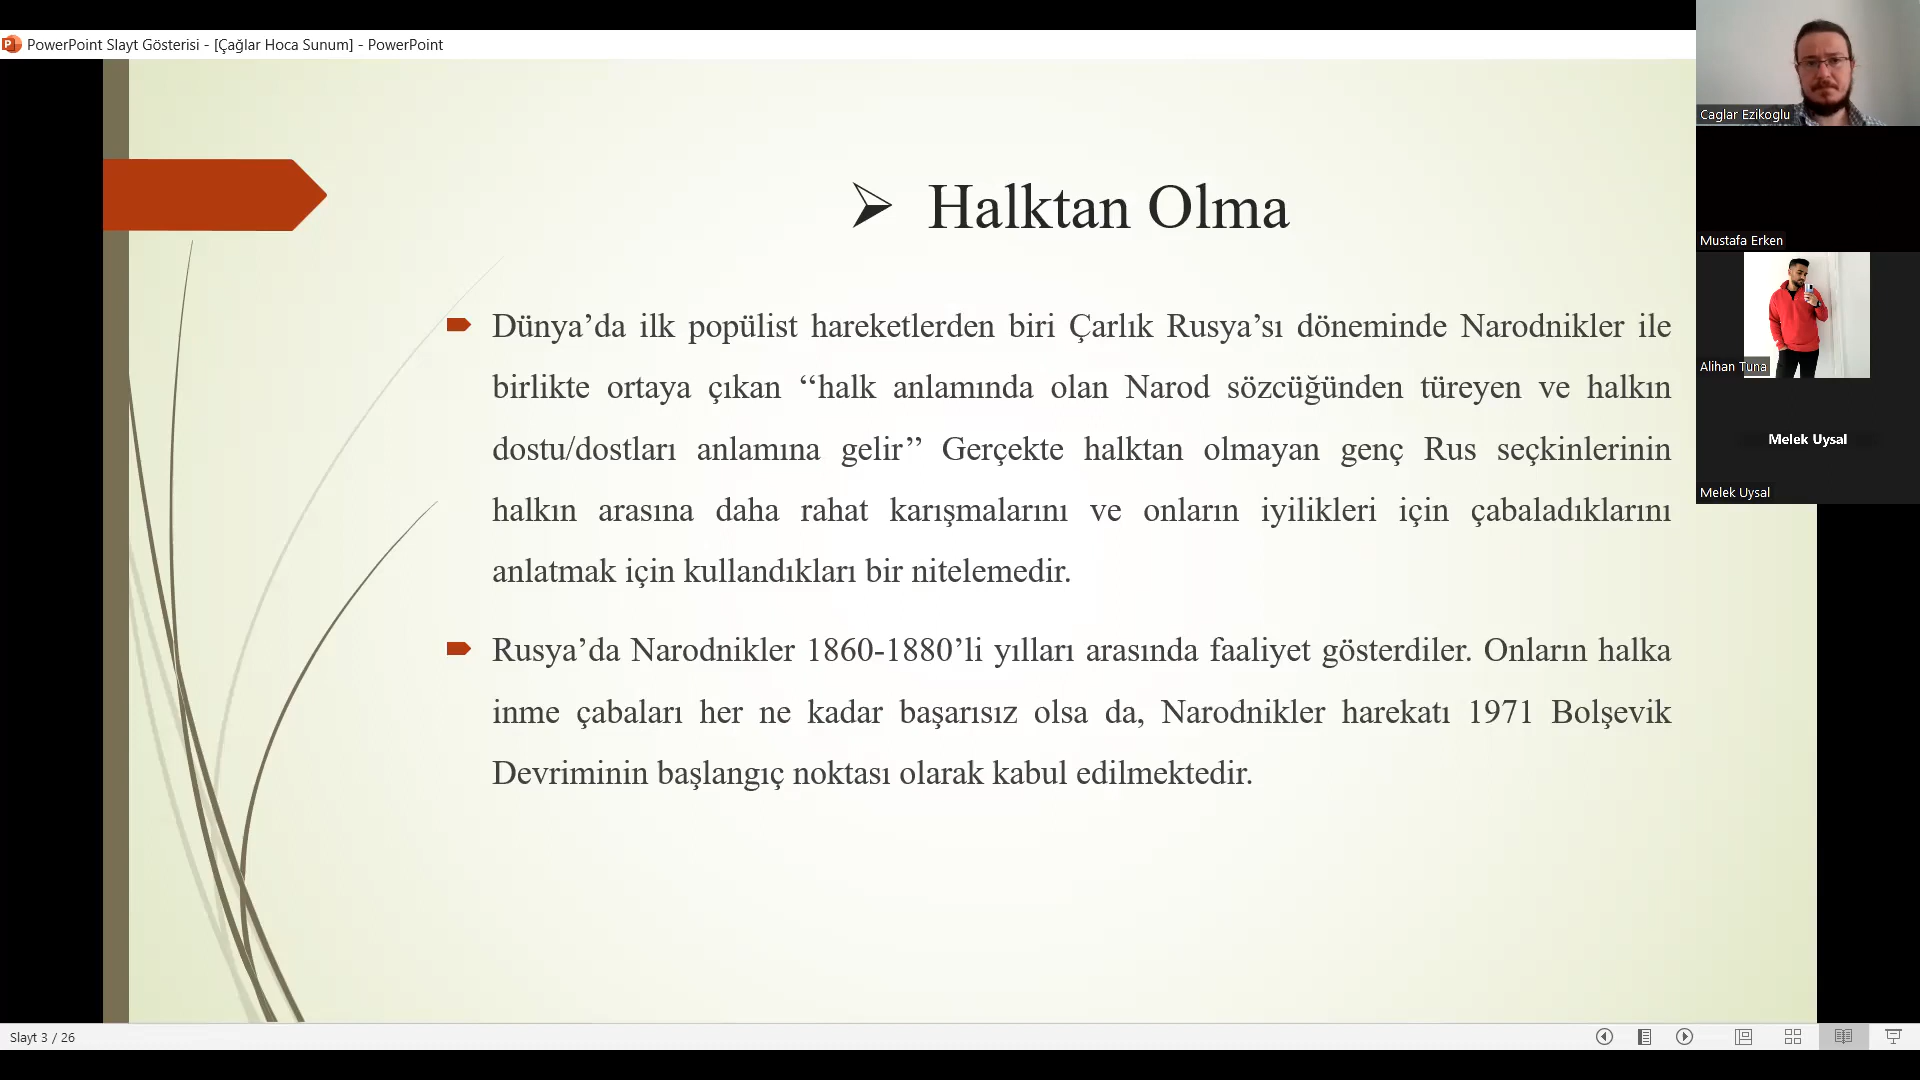 PowerPoint Slayt Gösterisi - [Çağlar Hoca Sunum] - PowerPoint
Caglar Ezikoglu
Mustafa Erken
Alihan Tuna
Melek Uysal
Melek Uysal
Halktan Olma
Dünya’da ilk popülist hareketlerden biri Çarlık Rusya’sı döneminde Narodnikler ile
birlikte ortaya çıkan ‘‘halk anlamında olan Narod sözcüğünden türeyen ve halkın
dostu/dostları anlamına gelir’’ Gerçekte halktan olmayan genç Rus seçkinlerinin
halkın arasına daha rahat karışmalarını ve onların iyilikleri için çabaladıklarını
anlatmak için kullandıkları bir nitelemedir.
Rusya’da Narodnikler 1860-1880’li yılları arasında faaliyet gösterdiler. Onların halka
inme çabaları her ne kadar başarısız olsa da, Narodnikler harekatı 1971 Bolşevik
Devriminin başlangıç noktası olarak kabul edilmektedir.
Slayt 3 / 26